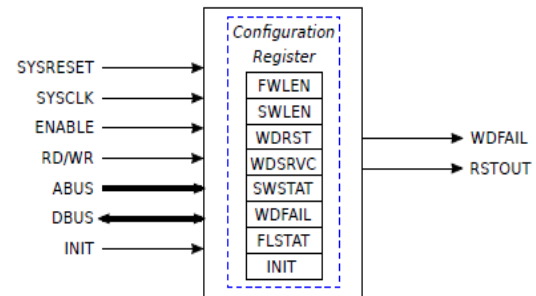 Configuration
Register
SYSRESET
SYSCLK
ENABLE
RD/WR
ABUS
DBUS
INIT
FWLEN
SWLEN
WDRST
WDSRVC
SWSTAT
WDFAIL
FLSTAT
INIT
WDFAIL
RSTOUT